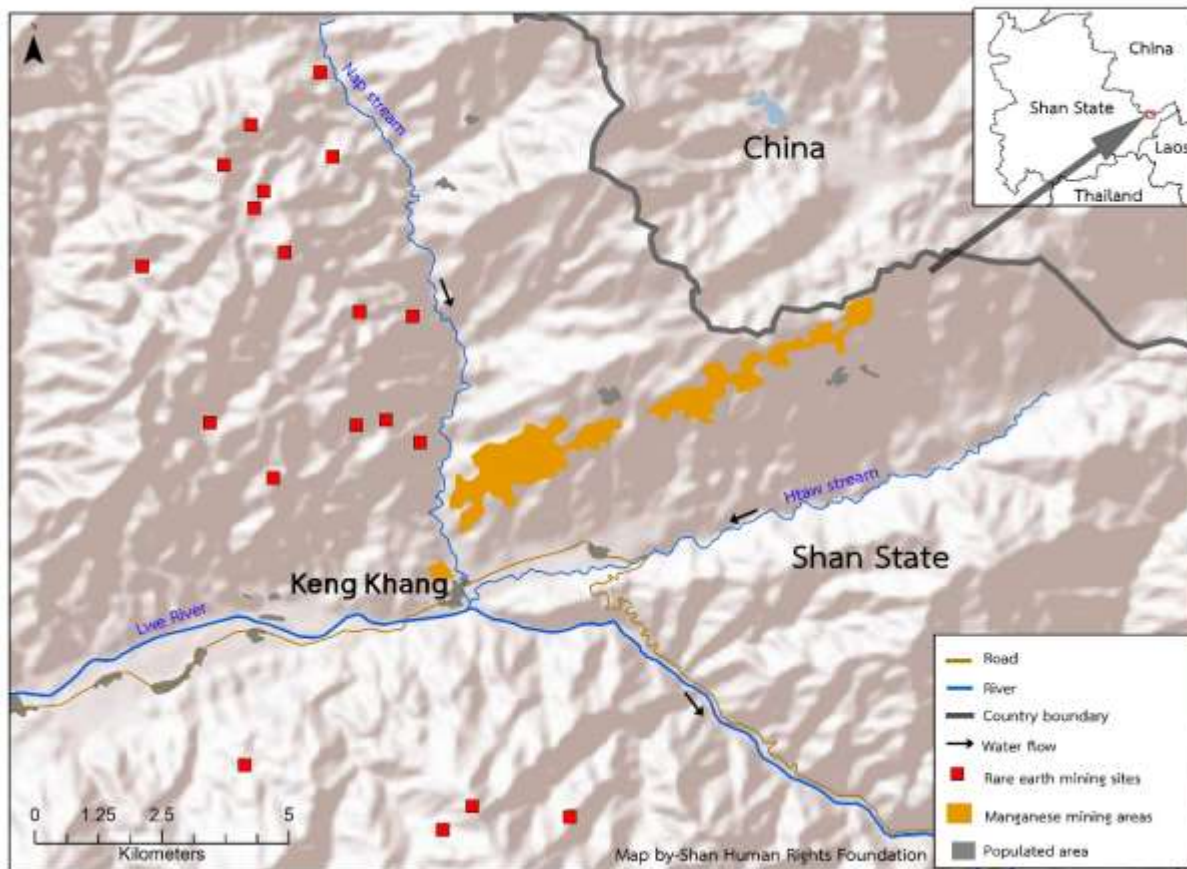 Nap stream
China
China
Shan State
Laos
Thailand
Htaw stream
Shan State
Keng Khang
Lwe River
Road
River
Country boundary
Water flow
Rare earth mining sites
Manganese mining areas
Populated area
0 1.25 2.5 5
Kilometers
Map by-Shan Human Rights Foundation